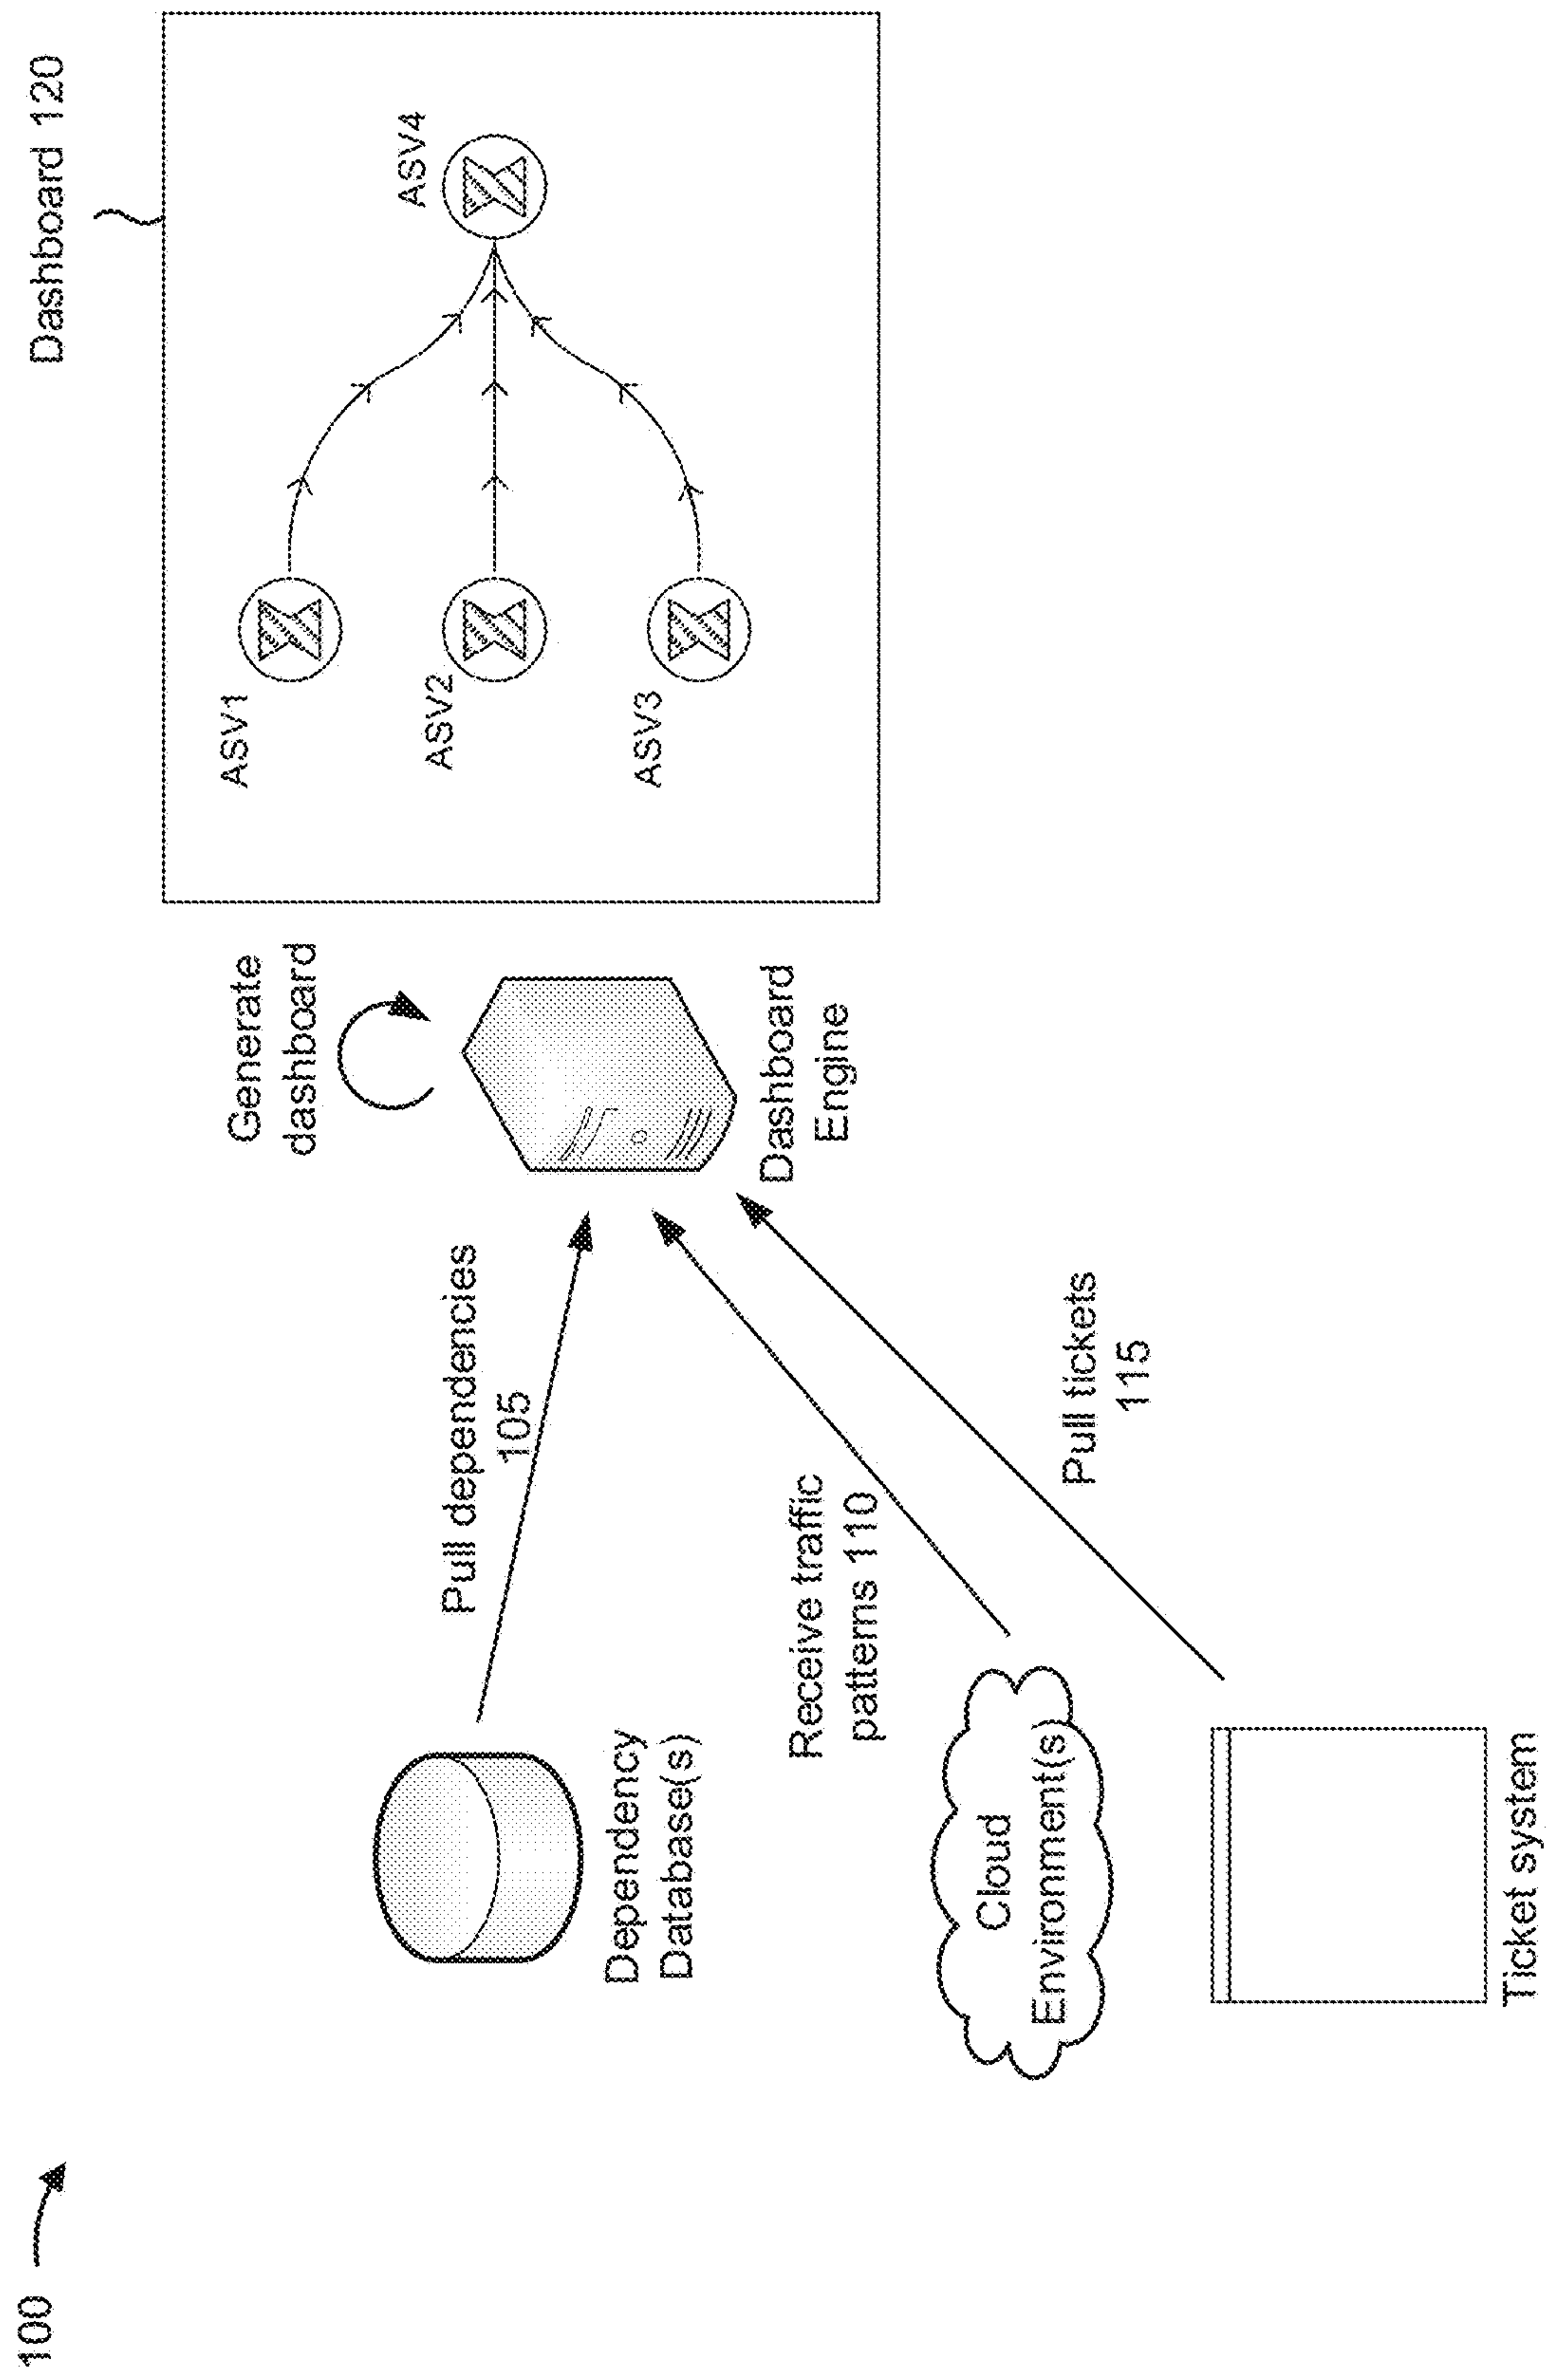 100
Dependency
Database(s)
Cloud
Environment(s)
Ticket system
Pull dependencies
105
Receive traffic
patterns 110
Pull tickets
115
Generate
dashboard
Dashboard
Engine
Dashboard 120
ASV1
ASV2
ASV3
ASV4